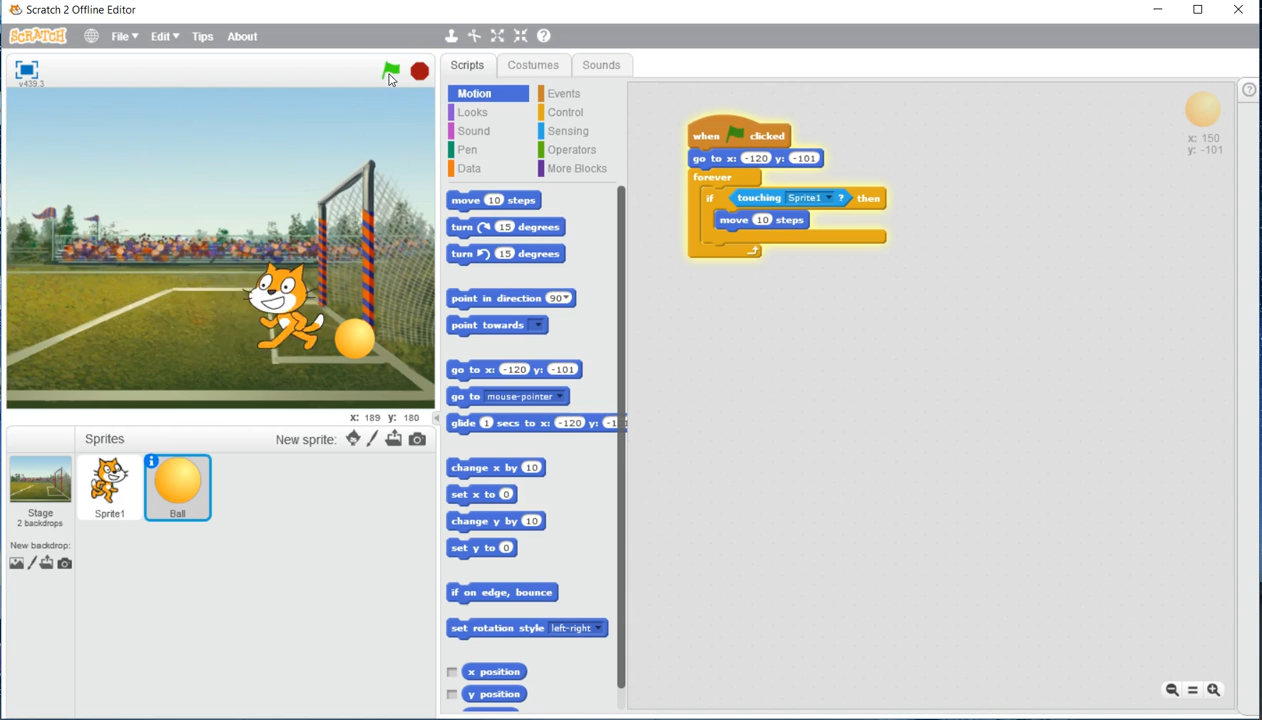 Scratch 2 Offline Editor
SCRATCH File Edit Tips About
v439.3
Scripts Costumes Sounds
Motion Events
Looks Control
Sound Sensing
Pen Operators
Data More Blocks
move 10 steps
turn 15 degrees
turn 15 degrees
point in direction 90
point towards
go to x: -120 y: -101
go to mouse-pointer
glide 1 secs to x: -120 y:
change x by 10
set x to 0
change y by 10
set y to 0
if on edge, bounce
set rotation style left-right
x position
y position
when clicked
go to x: -120 y: -101
forever
if touching Sprite1 ? then
move 10 steps
x: 150
y: -101
x: 189 y: 180
Sprites New sprite:
Stage
2 backdrops
New backdrop:
Sprite1
Ball